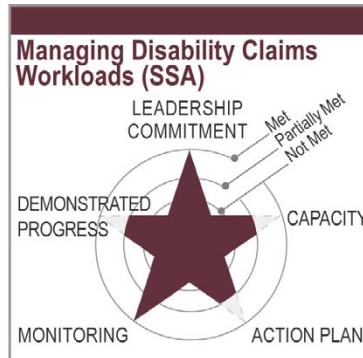 Managing Disability Claims
Workloads (SSA)
LEADERSHIP
COMMITMENT
Met
Partially Met
Not Met
DEMONSTRATED
PROGRESS
CAPACITY
MONITORING
ACTION PLAN